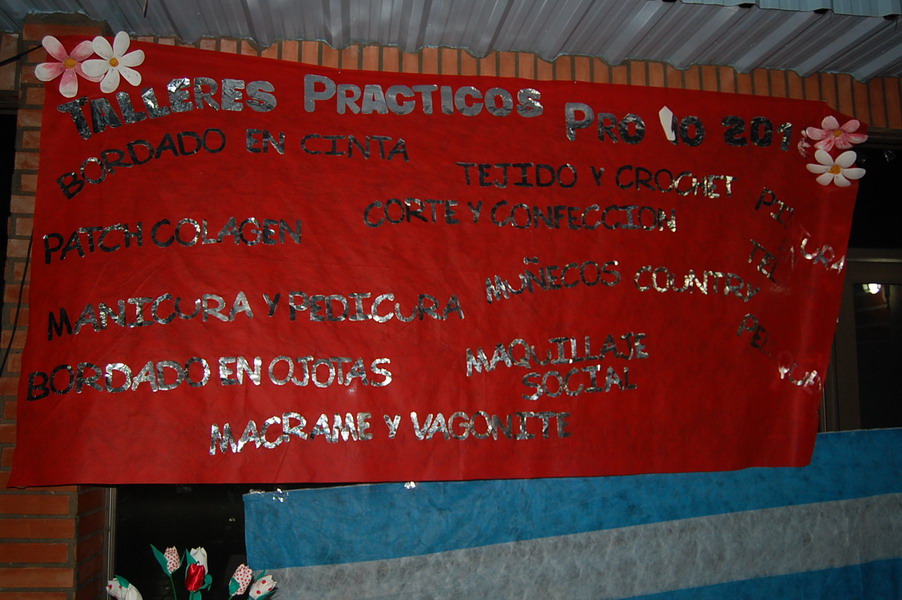 TALLERES PRACTICOS
BORDADO EN CINTA
TEJIDO Y CROCHET
CORTE Y CONFECCION
PATCH COLAGEN
MUÑECOS COUNTRY
MANICURA Y PEDICURA
BORDADO EN OJOTAS
MAQUILLAJE
SOCIAL
MACRAME Y VAGONITE